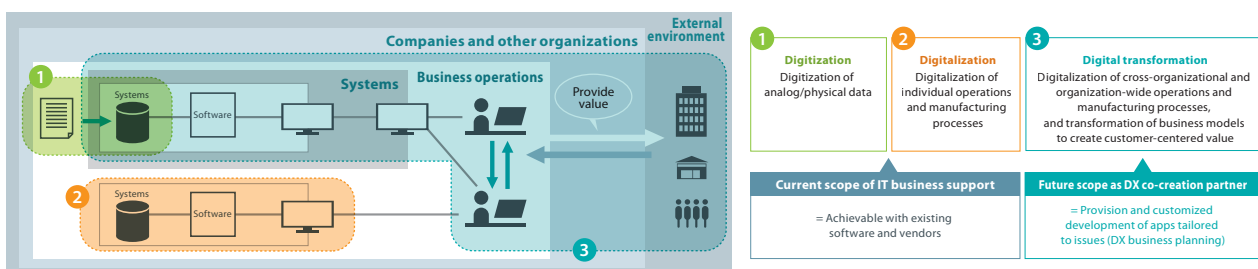 External
environment
Companies and other organizations
Business operations
Systems
1
Systems
Software
Provide
value
2
Systems
Software
3
1
Digitization
Digitization of
analog/physical data
2
Digitalization
Digitalization of
individual operations
and manufacturing
processes
3
Digital transformation
Digitalization of cross-organizational and
organization-wide operations and
manufacturing processes,
and transformation of business models
to create customer-centered value
Current scope of IT business support
= Achievable with existing
software and vendors
Future scope as DX co-creation partner
= Provision and customized
development of apps tailored
to issues (DX business planning)